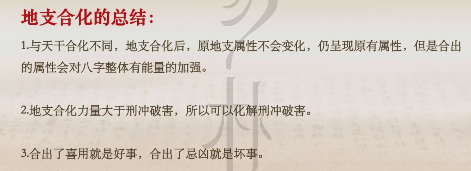 地支合化的总结：
1.与天干合化不同，地支合化后，原地支属性不会变化，仍呈现原有属性，但是合出
的属性会对八字整体有能量的加强。
2.地支合化力量大于刑冲破害，所以可以化解刑冲破害。
3.合出了喜用就是好事，合出了忌凶就是坏事。